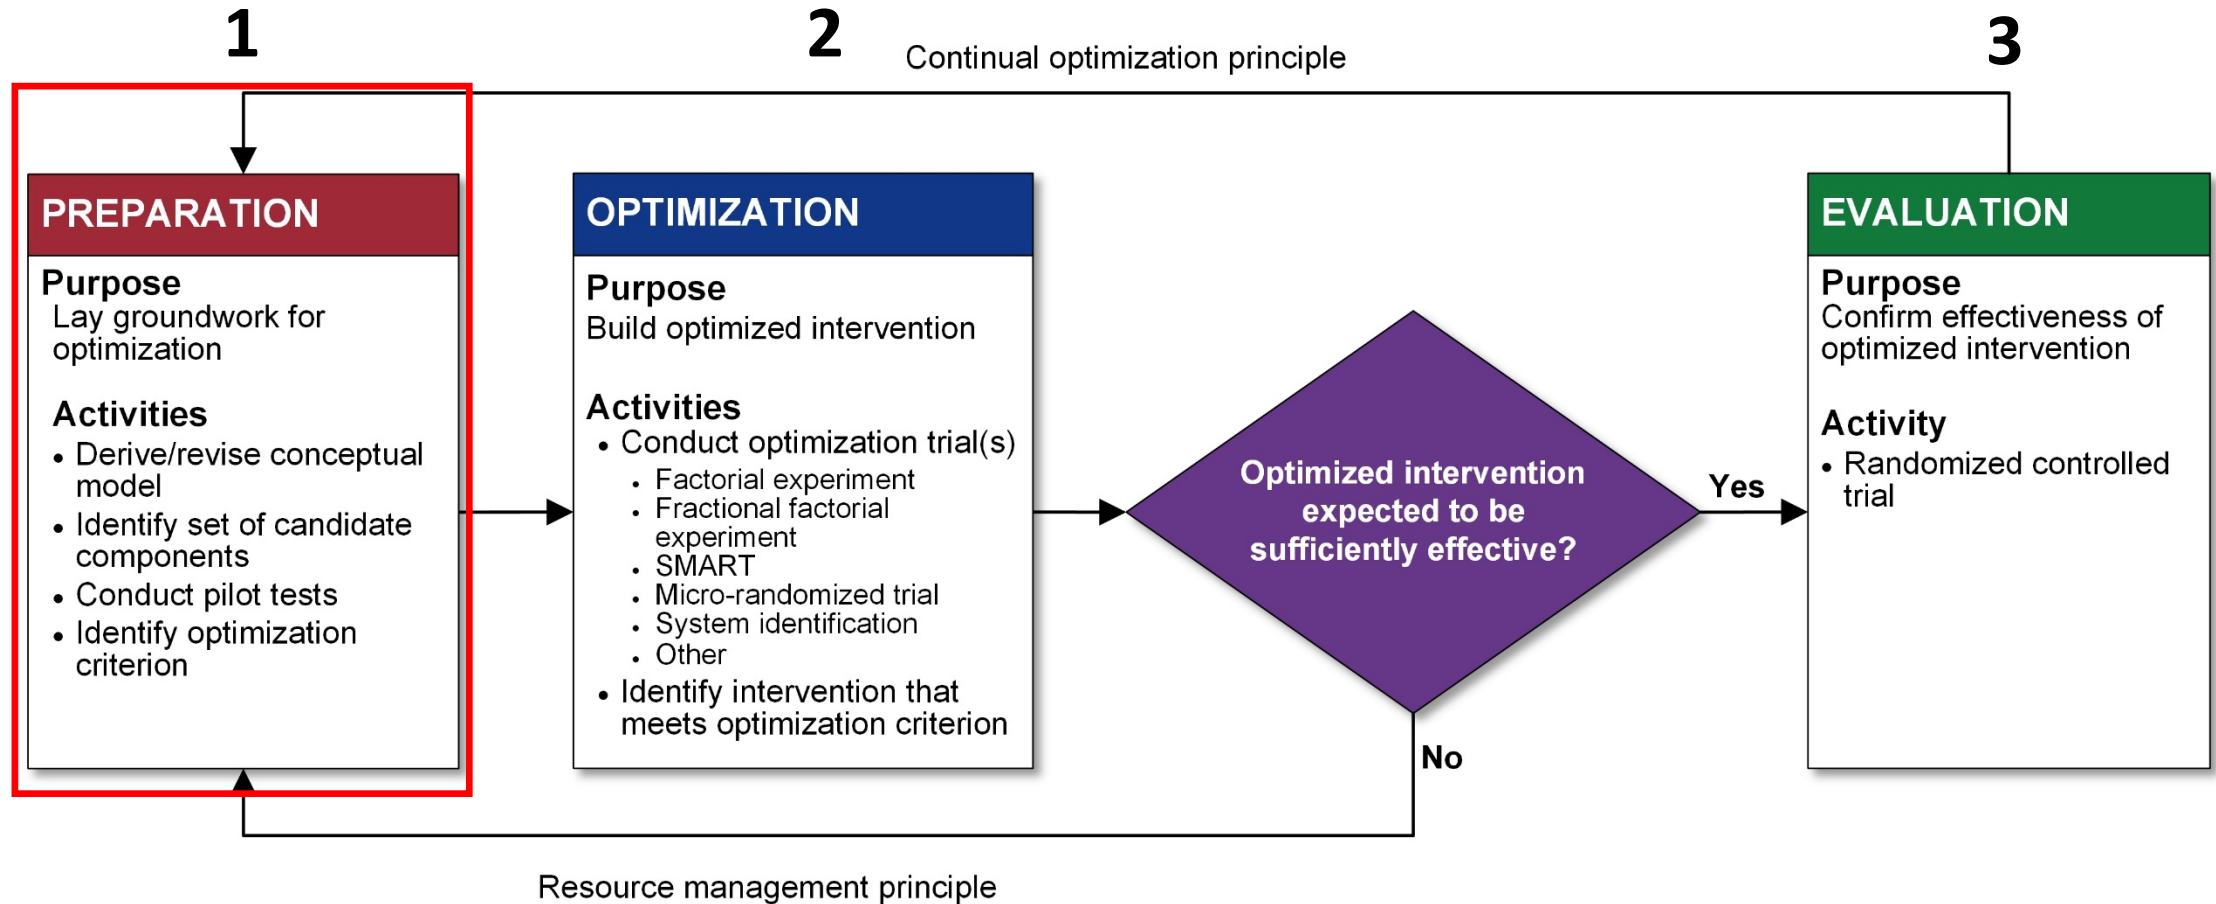 1
2
3
Continual optimization principle
PREPARATION
Purpose
Lay groundwork for
optimization
Activities
• Derive/revise conceptual
model
• Identify set of candidate
components
• Conduct pilot tests
• Identify optimization
criterion
OPTIMIZATION
Purpose
Build optimized intervention
Activities
• Conduct optimization trial(s)
• Factorial experiment
• Fractional factorial
experiment
• SMART
• Micro-randomized trial
• System identification
• Other
• Identify intervention that
meets optimization criterion
Optimized intervention
expected to be
sufficiently effective?
Yes
No
EVALUATION
Purpose
Confirm effectiveness of
optimized intervention
Activity
• Randomized controlled
trial
Resource management principle